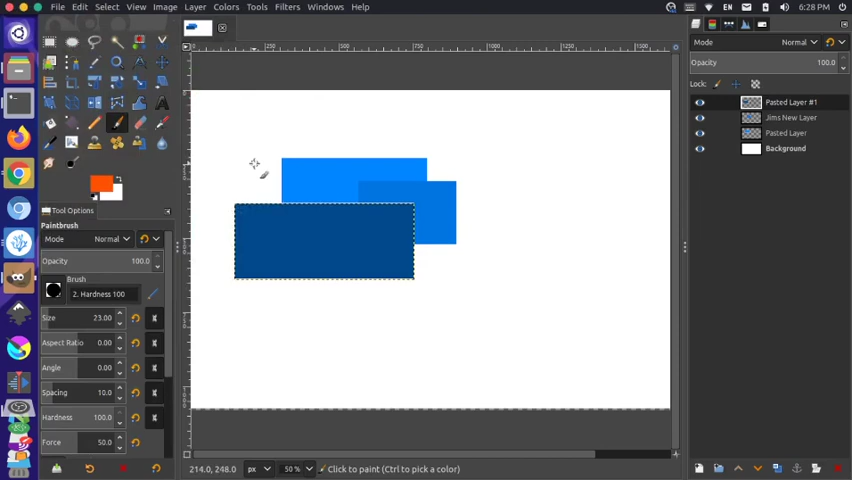 File Edit Select View Image Layer Colors Tools Filters Windows Help
EN
6:28 PM
Mode Normal
Opacity 100.0
Lock:
Pasted Layer #1
Jims New Layer
Pasted Layer
Background
Tool Options
Paintbrush
Mode Normal
Opacity 100.0
Brush
2. Hardness 100
Size 23.00
Aspect Ratio 0.00
Angle 0.00
Spacing 10.0
Hardness 100.0
Force 50.0
214.0, 248.0 px 50 % Click to paint (Ctrl to pick a color)